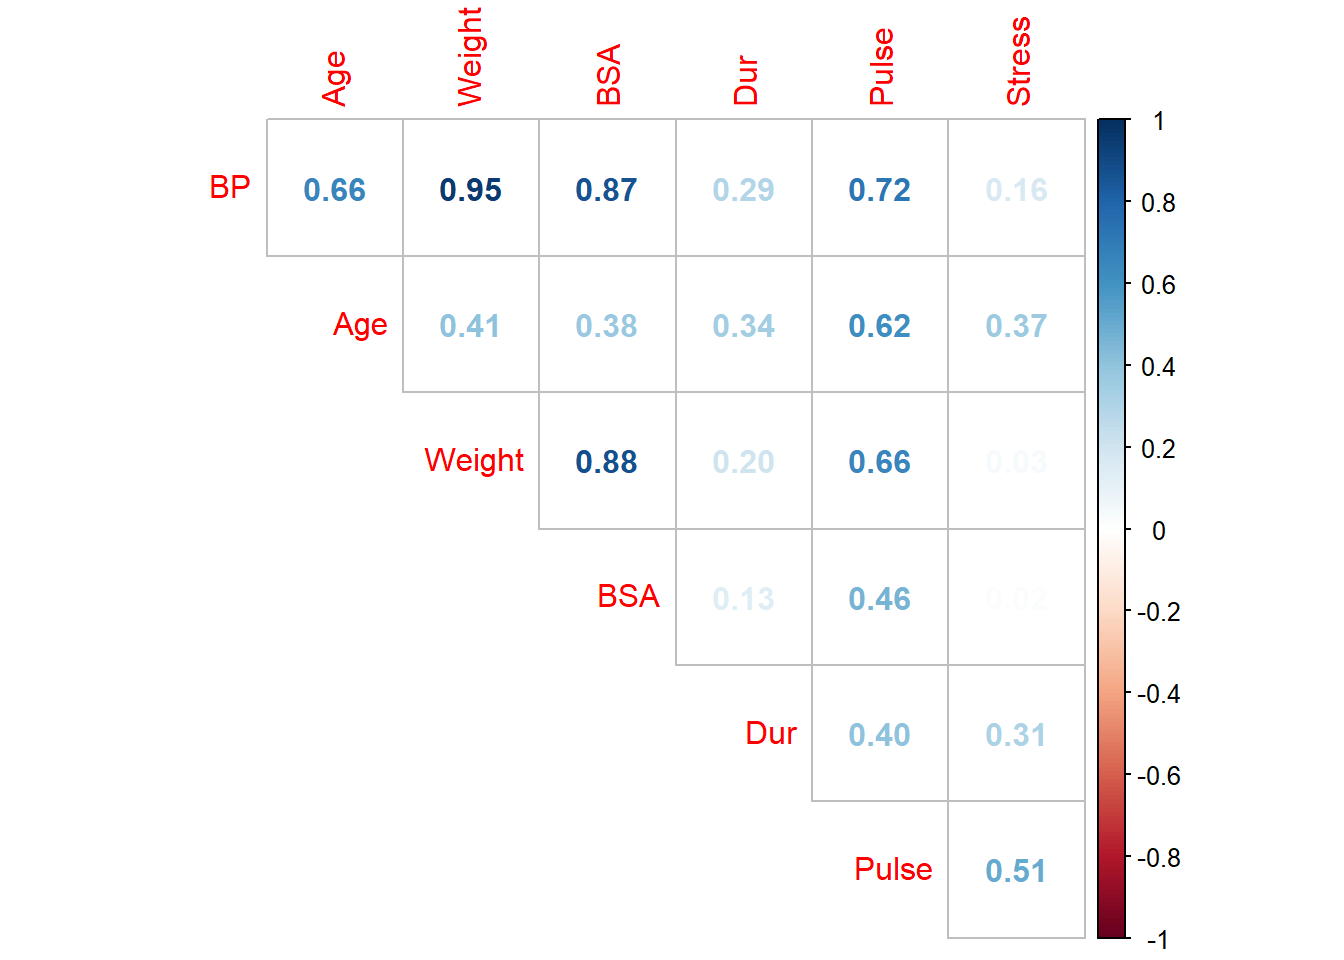 Age Weight BSA Dur Pulse Stress
BP 0.66 0.95 0.87 0.29 0.72 0.16
Age 0.41 0.38 0.34 0.62 0.37
Weight 0.88 0.20 0.66 0.03
BSA 0.13 0.46 0.02
Dur 0.40 0.31
Pulse 0.51
1
0.8
0.6
0.4
0.2
0
-0.2
-0.4
-0.6
-0.8
-1